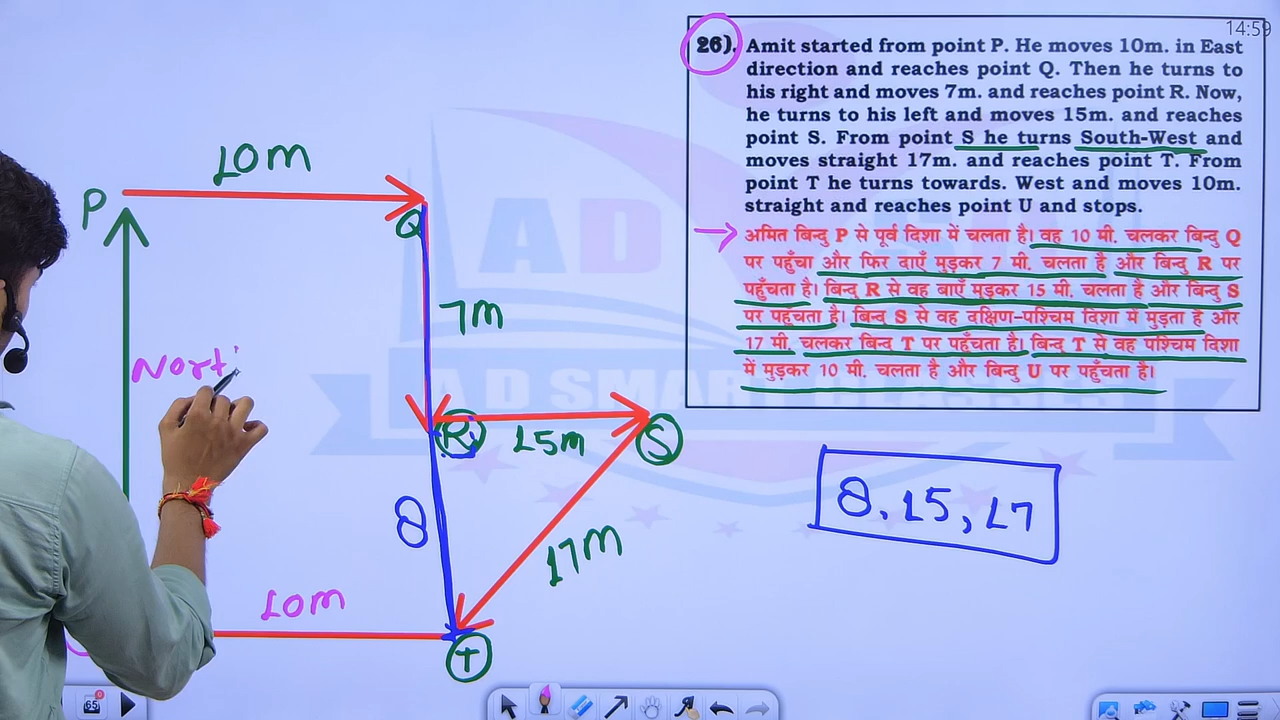 14:59
26). Amit started from point P. He moves 10m. in East
direction and reaches point Q. Then he turns to
his right and moves 7m. and reaches point R. Now,
he turns to his left and moves 15m. and reaches
point S. From point S he turns South-West and
moves straight 17m. and reaches point T. From
point T he turns towards. West and moves 10m.
straight and reaches point U and stops.
अमित बिन्दु P से पूर्व दिशा में चलता है। वह 10 मी. चलकर बिन्दु Q
पर पहुँचा और फिर दाएँ मुड़कर 7 मी. चलता है और बिन्दु R पर
पहुँचता है। बिन्दु R से वह बाएँ मुड़कर 15 मी. चलता है और बिन्दु S
पर पहुँचता है। बिन्दु S से वह दक्षिण-पश्चिम दिशा में मुड़ता है और
17 मी. चलकर बिन्दु T पर पहुँचता है। बिन्दु T से वह पश्चिम दिशा
में मुड़कर 10 मी. चलता है और बिन्दु U पर पहुँचता है।
10m
P
Q
7m
Nort
R
15m
S
8
17m
8, 15, 17
10m
T
AD
A D SMART CLASSES
65